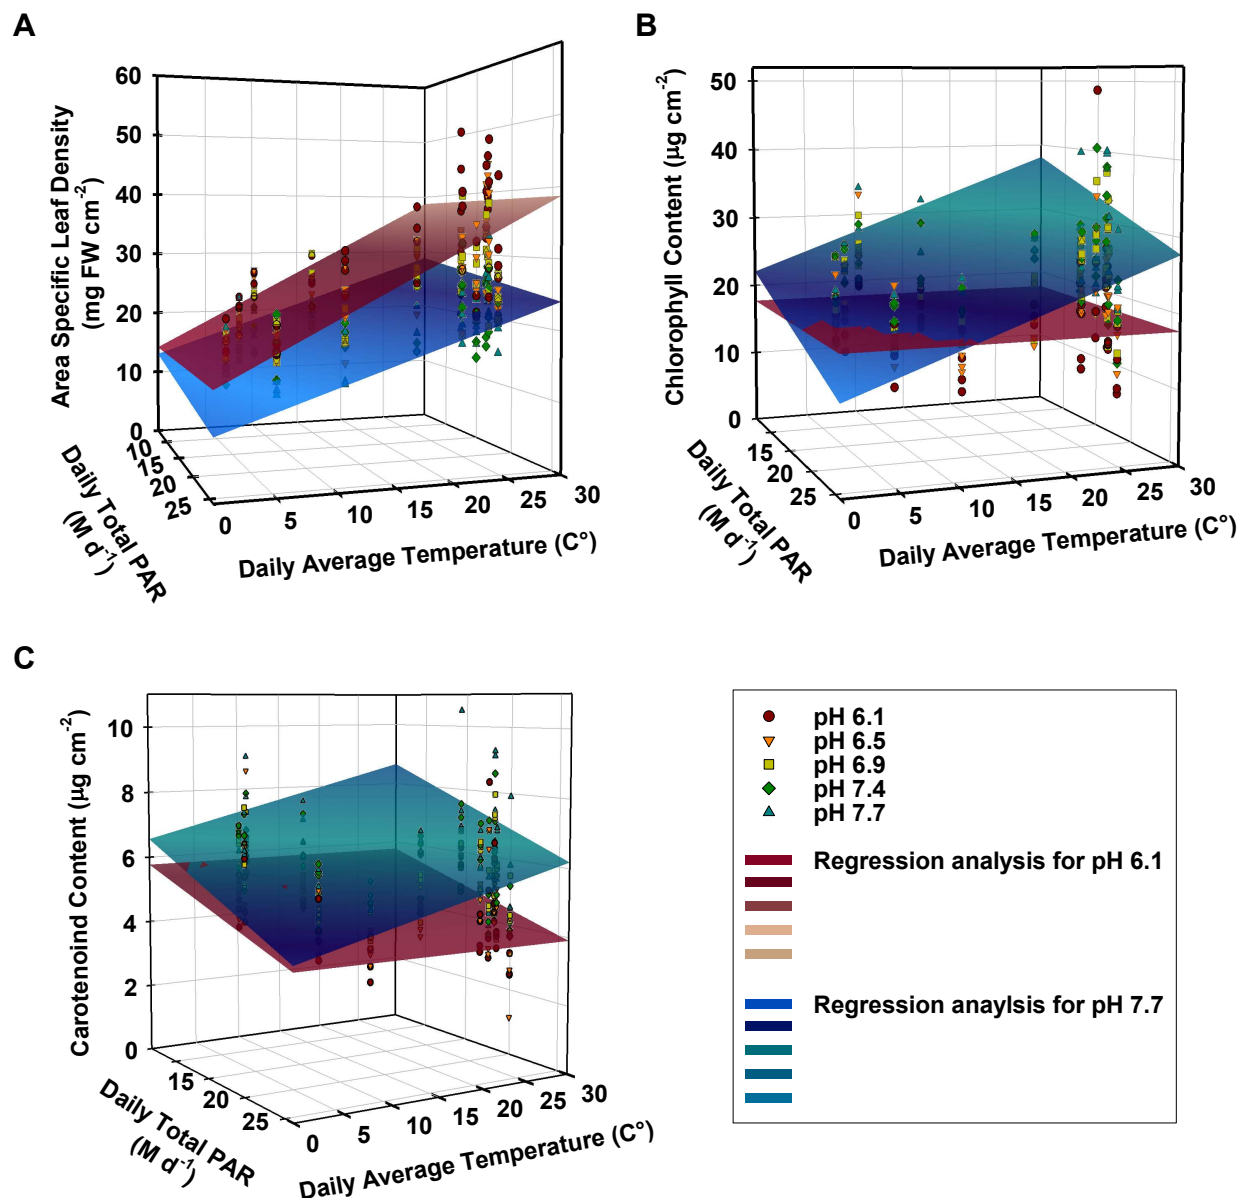 A
Area Specific Leaf Density
(mg FW cm-2)
60
50
40
30
20
10
0
10
15
20
25
Daily Total PAR
(M d-1)
0
5
10
15
20
25
30
Daily Average Temperature (C°)
B
Chlorophyll Content (µg cm-2)
50
40
30
20
10
0
15
20
25
Daily Total PAR
(M d-1)
0
5
10
15
20
25
30
Daily Average Temperature (C°)
C
Carotenoind Content (µg cm-2)
10
8
6
4
2
0
15
20
25
Daily Total PAR
(M d-1)
0
5
10
15
20
25
30
Daily Average Temperature (C°)
pH 6.1
pH 6.5
pH 6.9
pH 7.4
pH 7.7
Regression analysis for pH 6.1
Regression anaylsis for pH 7.7